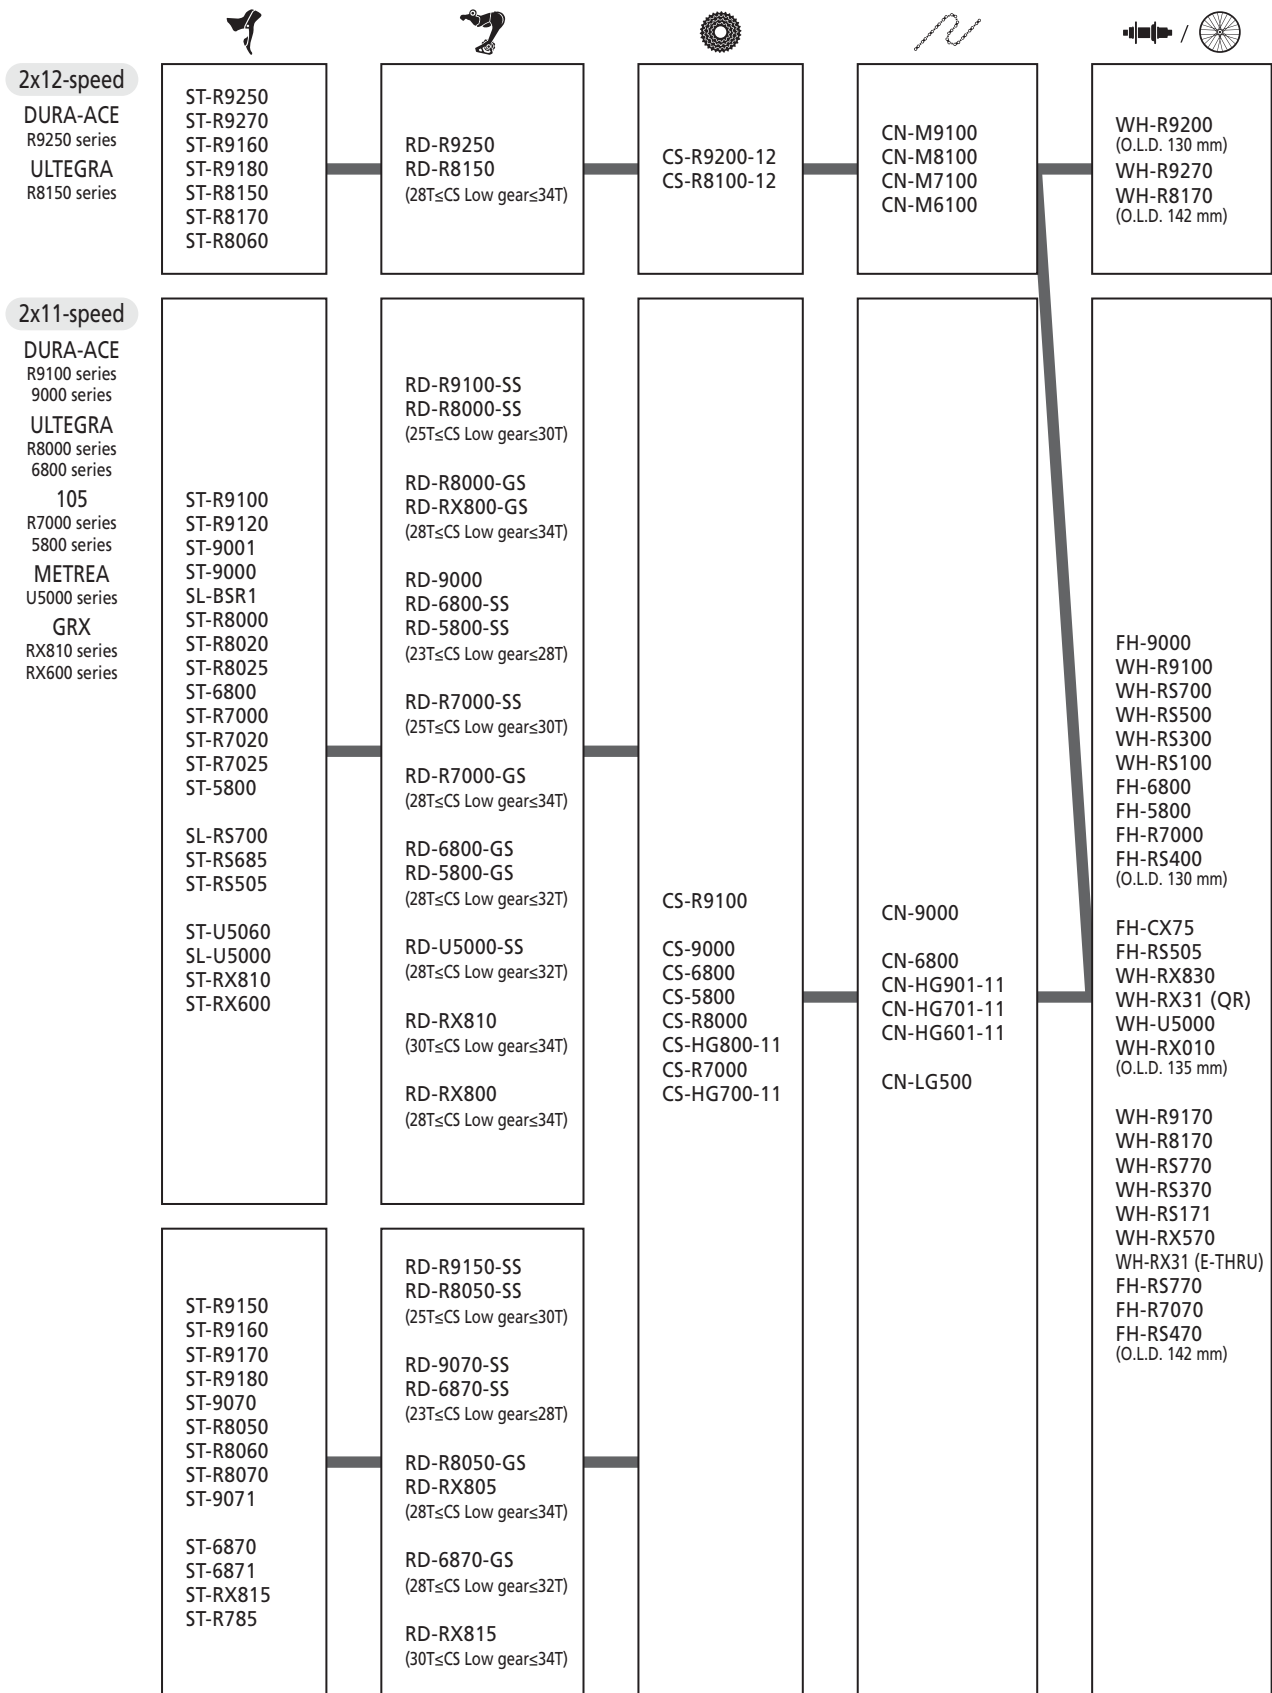 /
2x12-speed
DURA-ACE
R9250 series
ULTEGRA
R8150 series
ST-R9250
ST-R9270
ST-R9160
ST-R9180
ST-R8150
ST-R8170
ST-R8060
RD-R9250
RD-R8150
(28T≤CS Low gear≤34T)
CS-R9200-12
CS-R8100-12
CN-M9100
CN-M8100
CN-M7100
CN-M6100
WH-R9200
(O.L.D. 130 mm)
WH-R9270
WH-R8170
(O.L.D. 142 mm)
2x11-speed
DURA-ACE
R9100 series
9000 series
ULTEGRA
R8000 series
6800 series
105
R7000 series
5800 series
METREA
U5000 series
GRX
RX810 series
RX600 series
ST-R9100
ST-R9120
ST-9001
ST-9000
SL-BSR1
ST-R8000
ST-R8020
ST-R8025
ST-6800
ST-R7000
ST-R7020
ST-R7025
ST-5800
SL-RS700
ST-RS685
ST-RS505
ST-U5060
SL-U5000
ST-RX810
ST-RX600
RD-R9100-SS
RD-R8000-SS
(25T≤CS Low gear≤30T)
RD-R8000-GS
RD-RX800-GS
(28T≤CS Low gear≤34T)
RD-9000
RD-6800-SS
RD-5800-SS
(23T≤CS Low gear≤28T)
RD-R7000-SS
(25T≤CS Low gear≤30T)
RD-R7000-GS
(28T≤CS Low gear≤34T)
RD-6800-GS
RD-5800-GS
(28T≤CS Low gear≤32T)
RD-U5000-SS
(28T≤CS Low gear≤32T)
RD-RX810
(30T≤CS Low gear≤34T)
RD-RX800
(28T≤CS Low gear≤34T)
ST-R9150
ST-R9160
ST-R9170
ST-R9180
ST-9070
ST-R8050
ST-R8060
ST-R8070
ST-9071
ST-6870
ST-6871
ST-RX815
ST-R785
RD-R9150-SS
RD-R8050-SS
(25T≤CS Low gear≤30T)
RD-9070-SS
RD-6870-SS
(23T≤CS Low gear≤28T)
RD-R8050-GS
RD-RX805
(28T≤CS Low gear≤34T)
RD-6870-GS
(28T≤CS Low gear≤32T)
RD-RX815
(30T≤CS Low gear≤34T)
CS-R9100
CS-9000
CS-6800
CS-5800
CS-R8000
CS-HG800-11
CS-R7000
CS-HG700-11
CN-9000
CN-6800
CN-HG901-11
CN-HG701-11
CN-HG601-11
CN-LG500
FH-9000
WH-R9100
WH-RS700
WH-RS500
WH-RS300
WH-RS100
FH-6800
FH-5800
FH-R7000
FH-RS400
(O.L.D. 130 mm)
FH-CX75
FH-RS505
WH-RX830
WH-RX31 (QR)
WH-U5000
WH-RX010
(O.L.D. 135 mm)
WH-R9170
WH-R8170
WH-RS770
WH-RS370
WH-RS171
WH-RX570
WH-RX31 (E-THRU)
FH-RS770
FH-R7070
FH-RS470
(O.L.D. 142 mm)